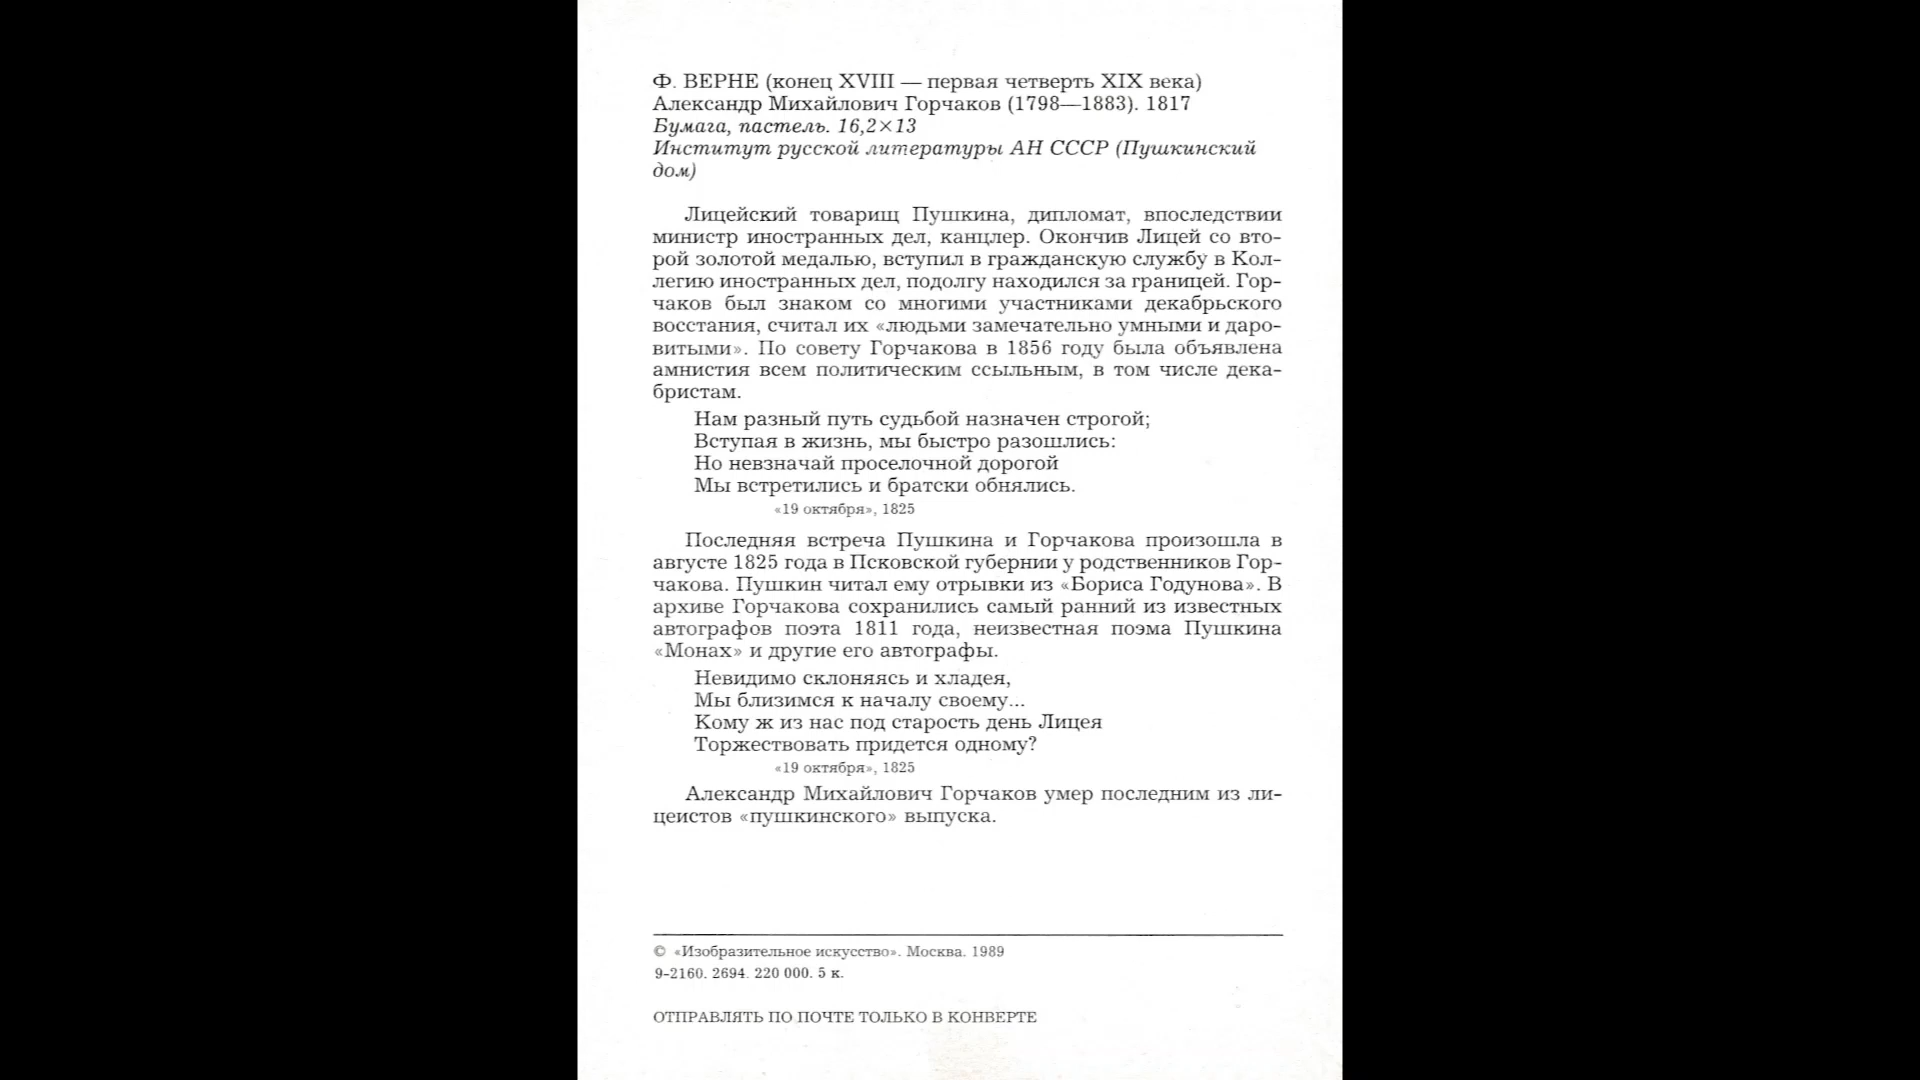 Ф. ВЕРНЕ (конец XVIII — первая четверть XIX века)
Александр Михайлович Горчаков (1798—1883). 1817
Бумага, пастель. 16,2×13
Институт русской литературы АН СССР (Пушкинский
дом)
Лицейский товарищ Пушкина, дипломат, впоследствии
министр иностранных дел, канцлер. Окончив Лицей со вто-
рой золотой медалью, вступил в гражданскую службу в Кол-
легию иностранных дел, подолгу находился за границей. Гор-
чаков был знаком со многими участниками декабрьского
восстания, считал их «людьми замечательно умными и даро-
витыми». По совету Горчакова в 1856 году была объявлена
амнистия всем политическим ссыльным, в том числе дека-
бристам.
Нам разный путь судьбой назначен строгой;
Вступая в жизнь, мы быстро разошлись:
Но невзначай проселочной дорогой
Мы встретились и братски обнялись.
«19 октября», 1825
Последняя встреча Пушкина и Горчакова произошла в
августе 1825 года в Псковской губернии у родственников Гор-
чакова. Пушкин читал ему отрывки из «Бориса Годунова». В
архиве Горчакова сохранились самый ранний из известных
автографов поэта 1811 года, неизвестная поэма Пушкина
«Монах» и другие его автографы.
Невидимо склоняясь и хладея,
Мы близимся к началу своему...
Кому ж из нас под старость день Лицея
Торжествовать придется одному?
«19 октября», 1825
Александр Михайлович Горчаков умер последним из ли-
цеистов «пушкинского» выпуска.
© «Изобразительное искусство». Москва. 1989
9-2160. 2694. 220 000. 5 к.
ОТПРАВЛЯТЬ ПО ПОЧТЕ ТОЛЬКО В КОНВЕРТЕ